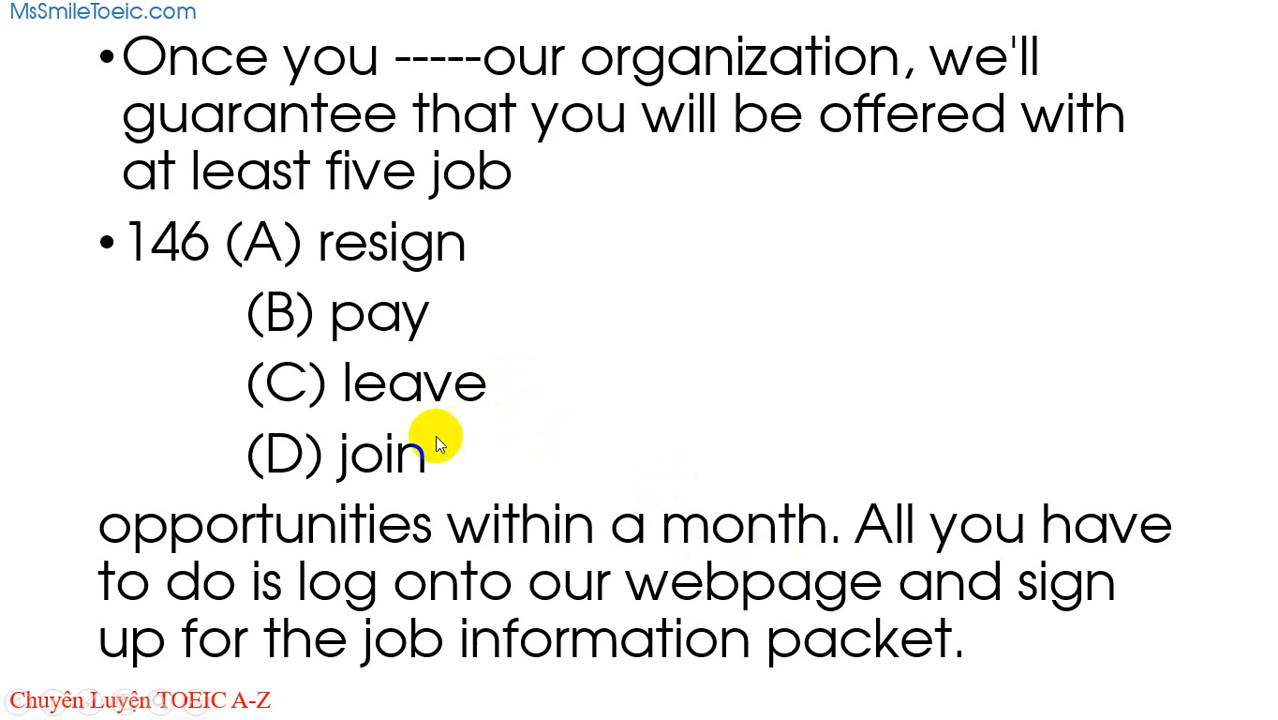 MsSmileToeic.com
•Once you -----our organization, we'll
guarantee that you will be offered with
at least five job
•146 (A) resign
(B) pay
(C) leave
(D) join
opportunities within a month. All you have
to do is log onto our webpage and sign
up for the job information packet.
Chuyên Luyện TOEIC A-Z